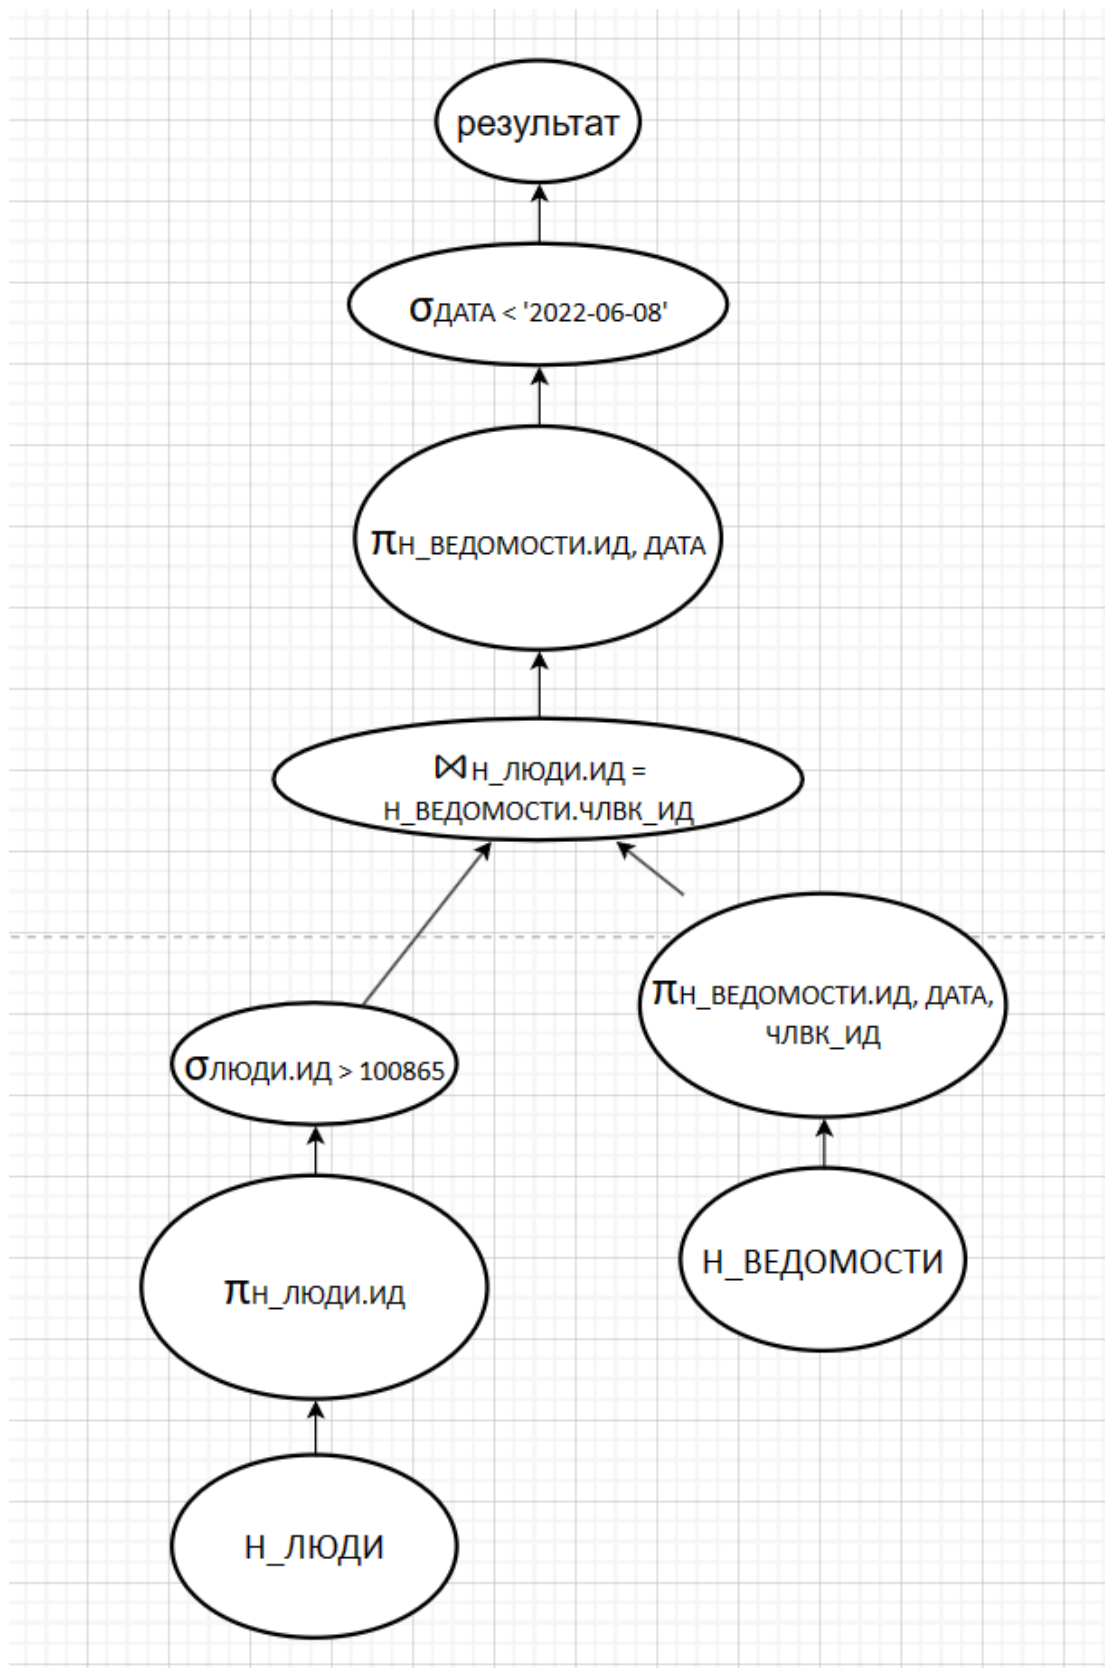 результат
σДАТА < '2022-06-08'
πН_ВЕДОМОСТИ.ИД, ДАТА
⋈Н_ЛЮДИ.ИД =
Н_ВЕДОМОСТИ.ЧЛВК_ИД
πН_ВЕДОМОСТИ.ИД, ДАТА,
ЧЛВК_ИД
σЛЮДИ.ИД > 100865
Н_ВЕДОМОСТИ
πН_ЛЮДИ.ИД
Н_ЛЮДИ